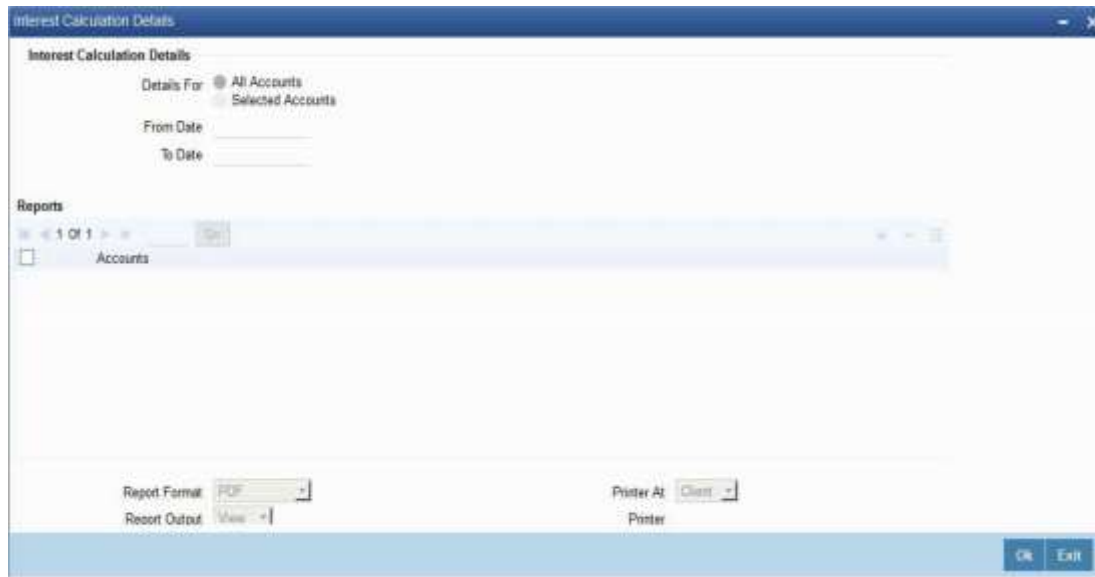 Interest Calculation Details
Interest Calculation Details
Details For All Accounts
Selected Accounts
From Date
To Date
Reports
1 Of 1 Go
Accounts
Report Format PDF Printer At Client
Report Output View Printer
Ok Exit